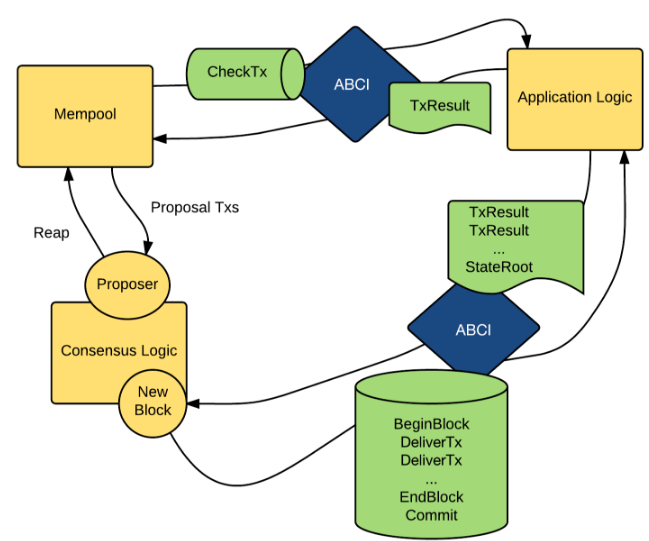 CheckTx
ABCI
Application Logic
Mempool
TxResult
Proposal Txs
Reap
TxResult
TxResult
...
StateRoot
Proposer
ABCI
Consensus Logic
New
Block
BeginBlock
DeliverTx
DeliverTx
...
EndBlock
Commit